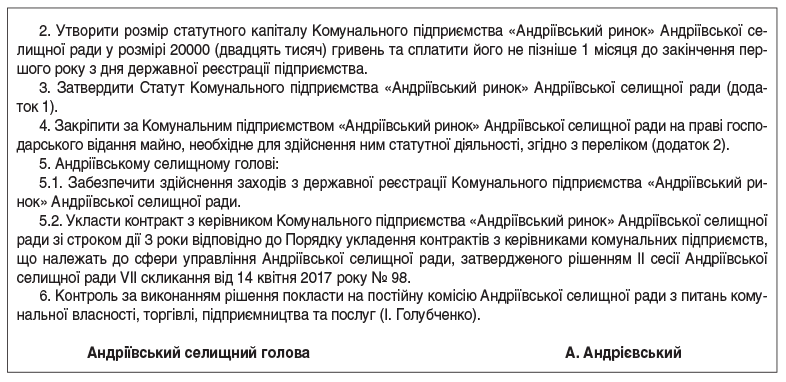 2. Утворити розмір статутного капіталу Комунального підприємства «Андріївський ринок» Андріївської се-
лищної ради у розмірі 20000 (двадцять тисяч) гривень та сплатити його не пізніше 1 місяця до закінчення пер-
шого року з дня державної реєстрації підприємства.
3. Затвердити Статут Комунального підприємства «Андріївський ринок» Андріївської селищної ради (дода-
ток 1).
4. Закріпити за Комунальним підприємством «Андріївський ринок» Андріївської селищної ради на праві госпо-
дарського відання майно, необхідне для здійснення ним статутної діяльності, згідно з переліком (додаток 2).
5. Андріївському селищному голові:
5.1. Забезпечити здійснення заходів з державної реєстрації Комунального підприємства «Андріївський ри-
нок» Андріївської селищної ради.
5.2. Укласти контракт з керівником Комунального підприємства «Андріївський ринок» Андріївської селищної
ради зі строком дії 3 роки відповідно до Порядку укладення контрактів з керівниками комунальних підприємств,
що належать до сфери управління Андріївської селищної ради, затвердженого рішенням ІІ сесії Андріївської
селищної ради VII скликання від 14 квітня 2017 року № 98.
6. Контроль за виконанням рішення покласти на постійну комісію Андріївської селищної ради з питань кому-
нальної власності, торгівлі, підприємництва та послуг (І. Голубченко).
Андріївський селищний голова А. Андрієвський